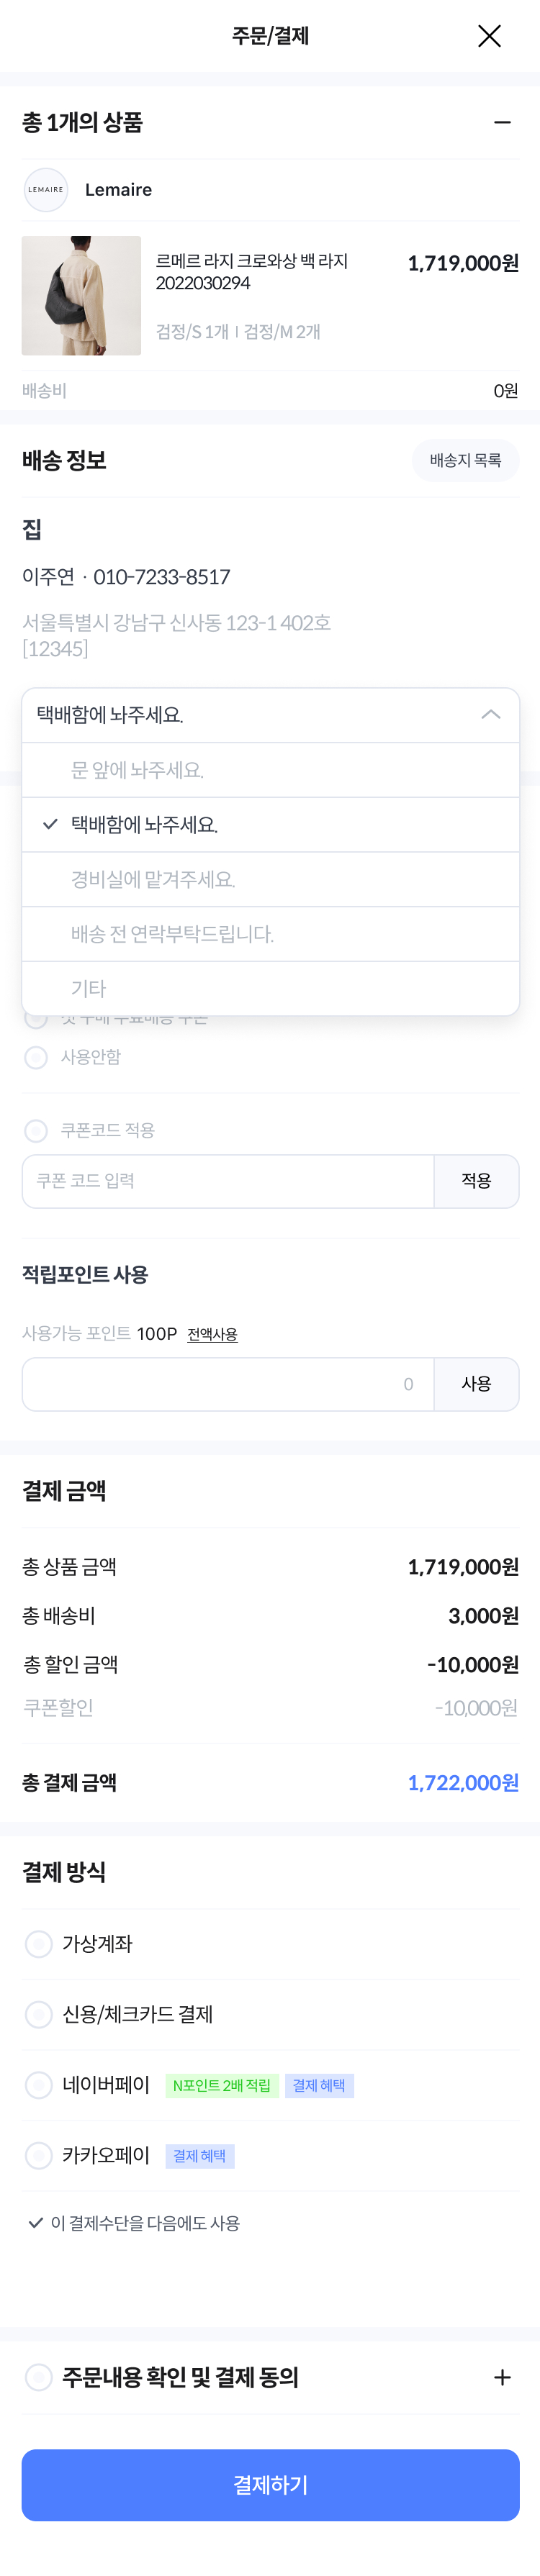 주문/결제
총 1개의 상품
LEMAIRE
Lemaire
르메르 라지 크로와상 백 라지
2022030294
1,719,000원
검정/S 1개 | 검정/M 2개
배송비
0원
배송 정보
배송지 목록
집
이주연 · 010-7233-8517
서울특별시 강남구 신사동 123-1 402호
[12345]
택배함에 놔주세요.
문 앞에 놔주세요.
택배함에 놔주세요.
경비실에 맡겨주세요.
배송 전 연락부탁드립니다.
기타
첫 구매 무료배송 쿠폰
사용안함
쿠폰코드 적용
쿠폰 코드 입력
적용
적립포인트 사용
사용가능 포인트 100P 전액사용
0
사용
결제 금액
총 상품 금액
1,719,000원
총 배송비
3,000원
총 할인 금액
-10,000원
쿠폰할인
-10,000원
총 결제 금액
1,722,000원
결제 방식
가상계좌
신용/체크카드 결제
네이버페이
N포인트 2배 적립
결제 혜택
카카오페이
결제 혜택
이 결제수단을 다음에도 사용
주문내용 확인 및 결제 동의
결제하기